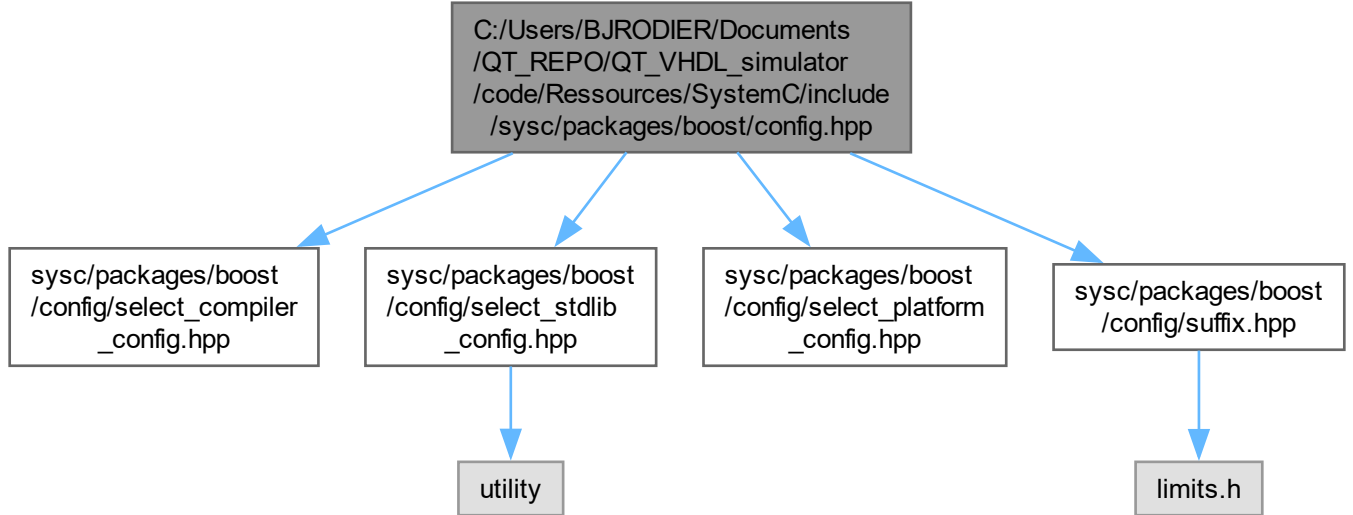 C:/Users/BJRODIER/Documents
/QT_REPO/QT_VHDL_simulator
/code/Ressources/SystemC/include
/sysc/packages/boost/config.hpp
sysc/packages/boost
/config/select_compiler
_config.hpp
sysc/packages/boost
/config/select_stdlib
_config.hpp
sysc/packages/boost
/config/select_platform
_config.hpp
sysc/packages/boost
/config/suffix.hpp
utility
limits.h